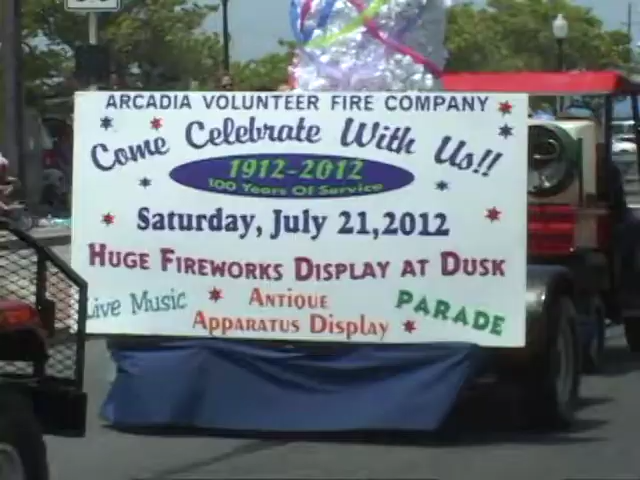 ARCADIA VOLUNTEER FIRE COMPANY
Come Celebrate With Us!!
1912-2012
100 Years Of Service
Saturday, July 21,2012
HUGE FIREWORKS DISPLAY AT DUSK
Live Music
ANTIQUE
APPARATUS DISPLAY
PARADE